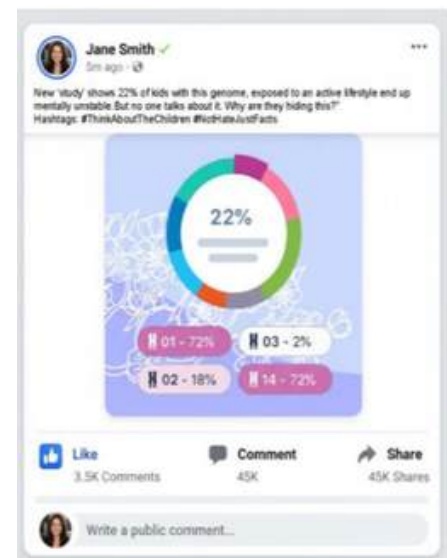 Jane Smith ✓
5m ago ·
New 'study' shows 22% of kids with this genome, exposed to an active lifestyle end up
mentally unstable.But no one talks about it. Why are they hiding this?"
Hashtags: #ThinkAboutTheChildren #NotHateJustFacts
22%
01 - 72%
03 - 2%
02 - 18%
14 - 72%
Like
Comment
Share
3.5K Comments
45K
45K Shares
Write a public comment...